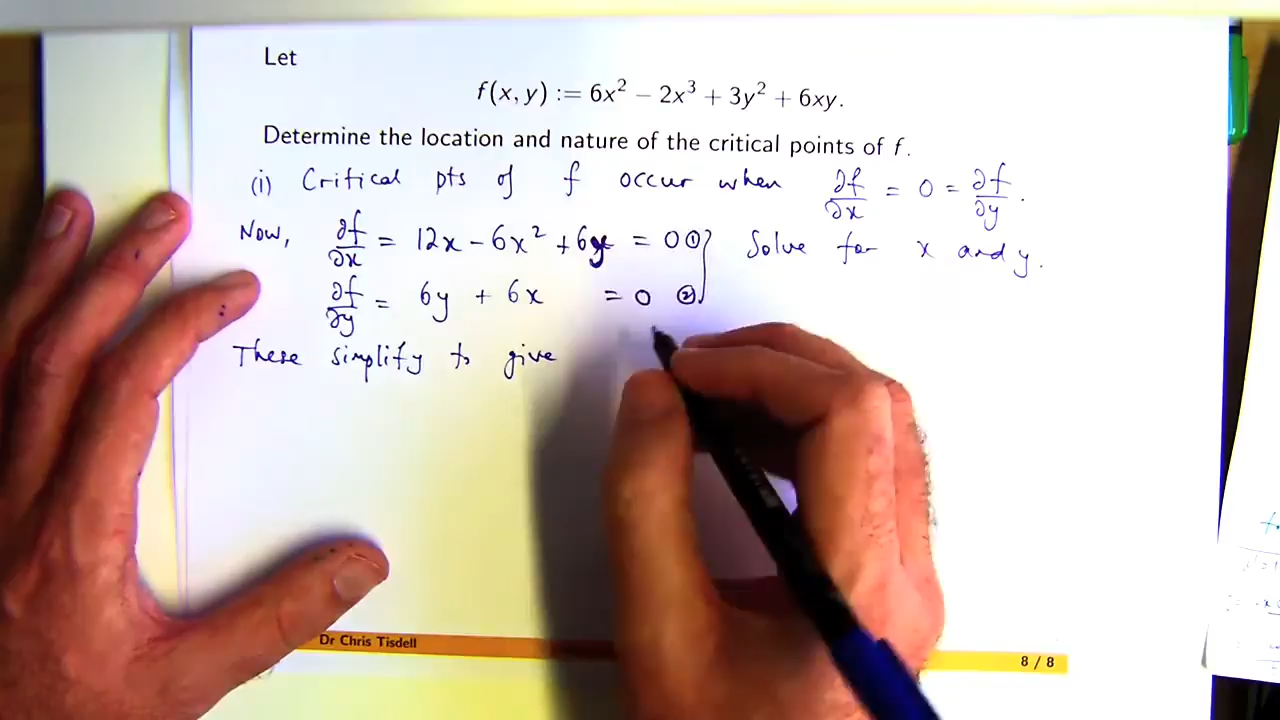 Let
f(x, y) := 6x² − 2x³ + 3y² + 6xy.
Determine the location and nature of the critical points of f.
(i) Critical pts of f occur when ∂f/∂x = 0 = ∂f/∂y.
Now, ∂f/∂x = 12x − 6x² + 6y = 0 ① Solve for x and y.
∂f/∂y = 6y + 6x = 0 ②
These simplify to give
Dr Chris Tisdell
8 / 8